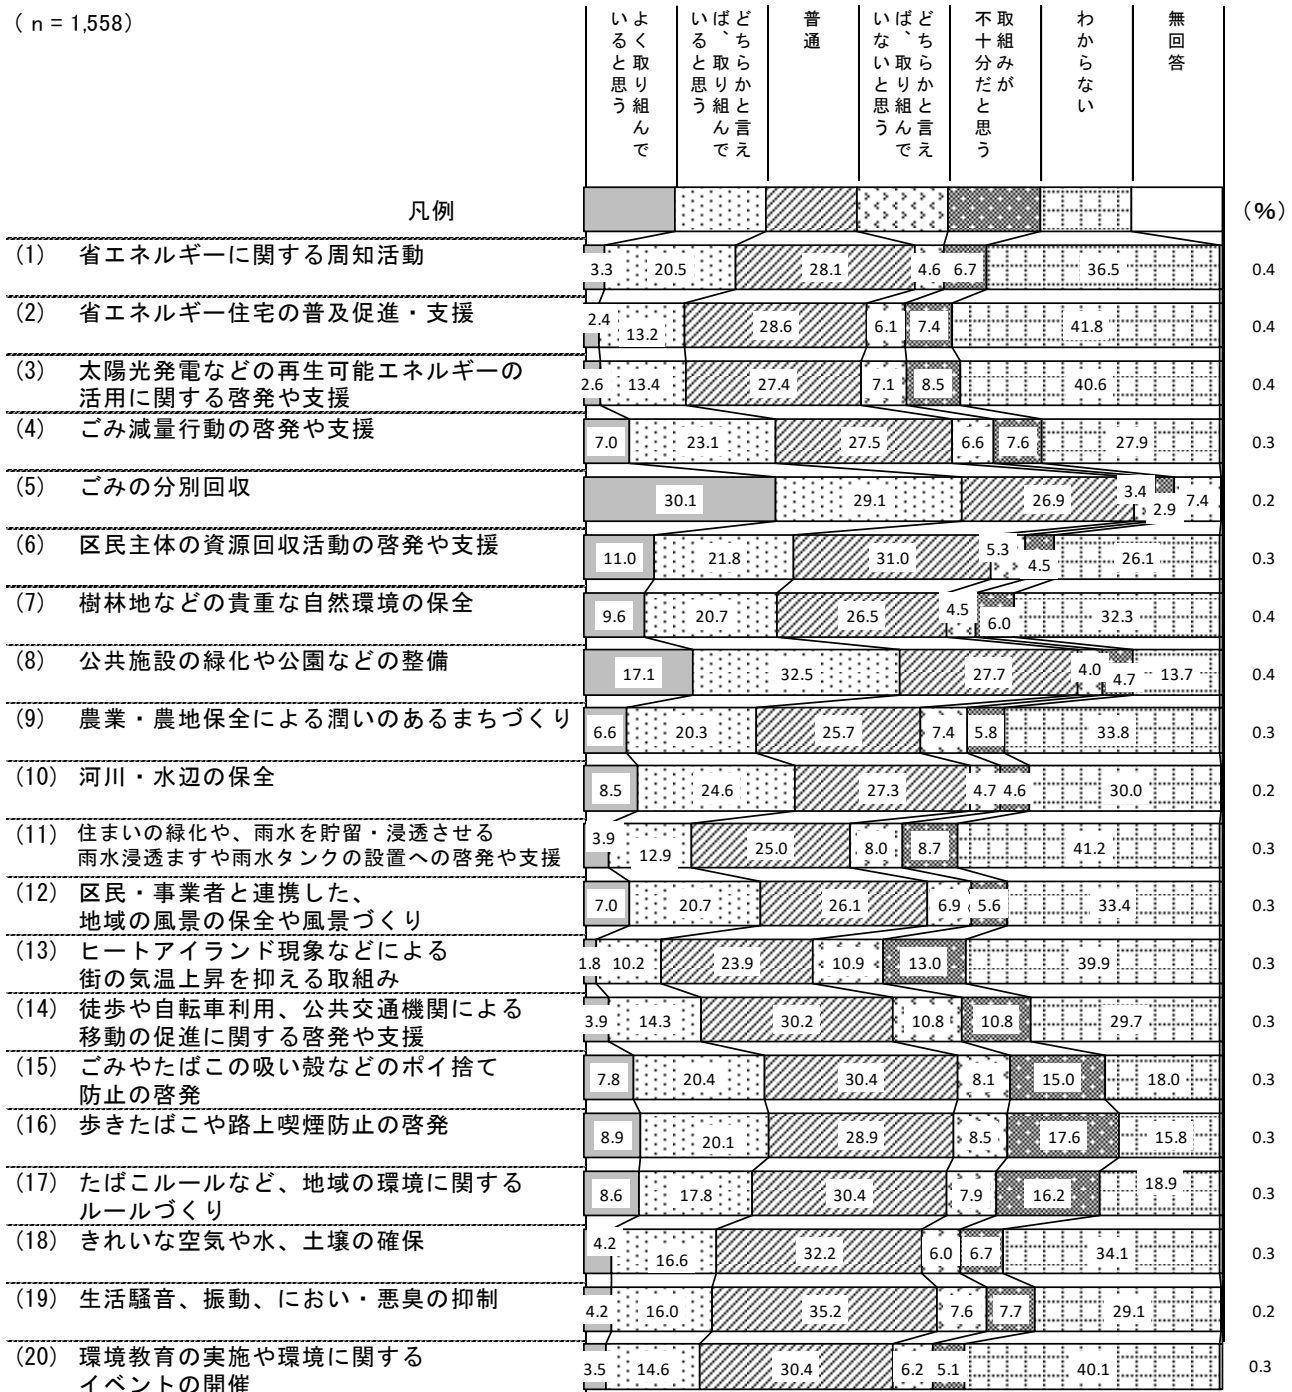 ( n = 1,558)
よく取り組んで
いると思う
どちらかと言え
ば、取り組んで
いると思う
普通
どちらかと言え
ば、取り組んで
いないと思う
取組みが
不十分だと思う
わからない
無回答
凡例
(%)
(1) 省エネルギーに関する周知活動
3.3 20.5 28.1 4.6 6.7 36.5 0.4
(2) 省エネルギー住宅の普及促進・支援
2.4 13.2 28.6 6.1 7.4 41.8 0.4
(3) 太陽光発電などの再生可能エネルギーの
活用に関する啓発や支援
2.6 13.4 27.4 7.1 8.5 40.6 0.4
(4) ごみ減量行動の啓発や支援
7.0 23.1 27.5 6.6 7.6 27.9 0.3
(5) ごみの分別回収
30.1 29.1 26.9 3.4 2.9 7.4 0.2
(6) 区民主体の資源回収活動の啓発や支援
11.0 21.8 31.0 5.3 4.5 26.1 0.3
(7) 樹林地などの貴重な自然環境の保全
9.6 20.7 26.5 4.5 6.0 32.3 0.4
(8) 公共施設の緑化や公園などの整備
17.1 32.5 27.7 4.0 4.7 13.7 0.4
(9) 農業・農地保全による潤いのあるまちづくり
6.6 20.3 25.7 7.4 5.8 33.8 0.3
(10) 河川・水辺の保全
8.5 24.6 27.3 4.7 4.6 30.0 0.2
(11) 住まいの緑化や、雨水を貯留・浸透させる
雨水浸透ますや雨水タンクの設置への啓発や支援
3.9 12.9 25.0 8.0 8.7 41.2 0.3
(12) 区民・事業者と連携した、
地域の風景の保全や風景づくり
7.0 20.7 26.1 6.9 5.6 33.4 0.3
(13) ヒートアイランド現象などによる
街の気温上昇を抑える取組み
1.8 10.2 23.9 10.9 13.0 39.9 0.3
(14) 徒歩や自転車利用、公共交通機関による
移動の促進に関する啓発や支援
3.9 14.3 30.2 10.8 10.8 29.7 0.3
(15) ごみやたばこの吸い殻などのポイ捨て
防止の啓発
7.8 20.4 30.4 8.1 15.0 18.0 0.3
(16) 歩きたばこや路上喫煙防止の啓発
8.9 20.1 28.9 8.5 17.6 15.8 0.3
(17) たばこルールなど、地域の環境に関する
ルールづくり
8.6 17.8 30.4 7.9 16.2 18.9 0.3
(18) きれいな空気や水、土壌の確保
4.2 16.6 32.2 6.0 6.7 34.1 0.3
(19) 生活騒音、振動、におい・悪臭の抑制
4.2 16.0 35.2 7.6 7.7 29.1 0.2
(20) 環境教育の実施や環境に関する
イベントの開催
3.5 14.6 30.4 6.2 5.1 40.1 0.3